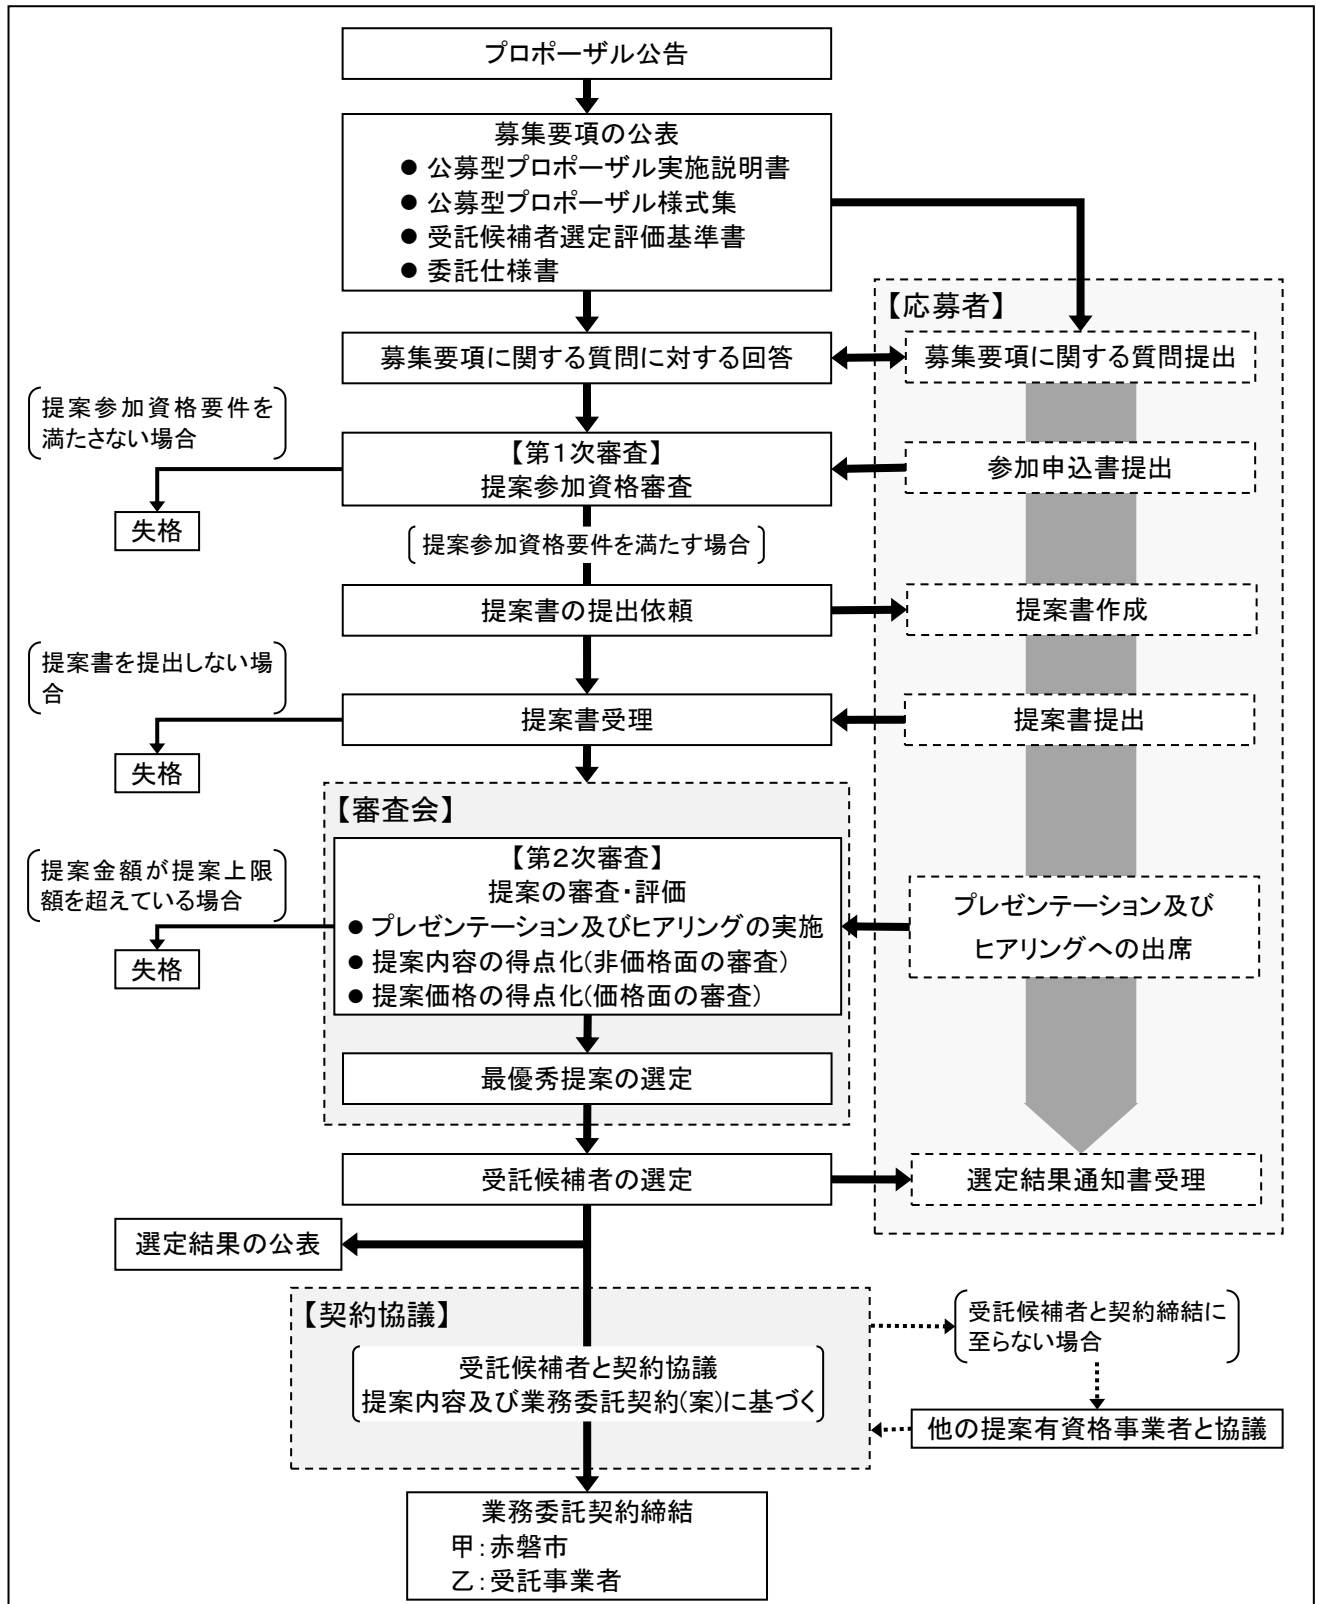 プロポーザル公告
募集要項の公表
● 公募型プロポーザル実施説明書
● 公募型プロポーザル様式集
● 受託候補者選定評価基準書
● 委託仕様書
【応募者】
募集要項に関する質問に対する回答
募集要項に関する質問提出
提案参加資格要件を
満たさない場合
【第1次審査】
提案参加資格審査
参加申込書提出
失格
提案参加資格要件を満たす場合
提案書の提出依頼
提案書作成
提案書を提出しない場
合
提案書受理
提案書提出
失格
【審査会】
提案金額が提案上限
額を超えている場合
【第2次審査】
提案の審査・評価
● プレゼンテーション及びヒアリングの実施
● 提案内容の得点化(非価格面の審査)
● 提案価格の得点化(価格面の審査)
プレゼンテーション及び
ヒアリングへの出席
失格
最優秀提案の選定
受託候補者の選定
選定結果通知書受理
選定結果の公表
【契約協議】
受託候補者と契約協議
提案内容及び業務委託契約(案)に基づく
受託候補者と契約締結に
至らない場合
他の提案有資格事業者と協議
業務委託契約締結
甲:赤磐市
乙:受託事業者